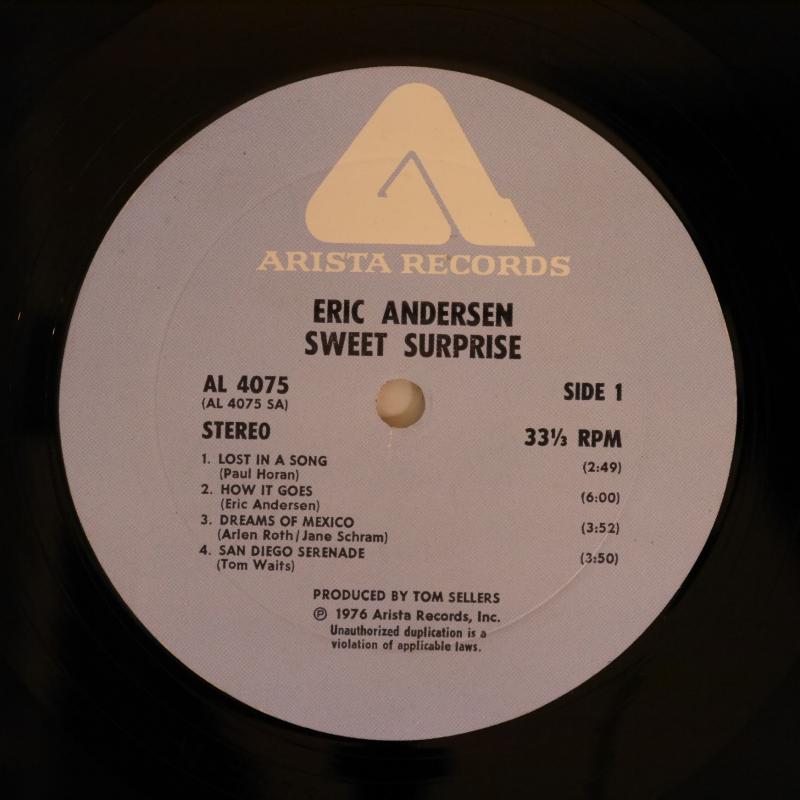 ARISTA RECORDS
ERIC ANDERSEN
SWEET SURPRISE
AL 4075 SIDE 1
(AL 4075 SA)
STEREO 33⅓ RPM
1. LOST IN A SONG (2:49)
(Paul Horan)
2. HOW IT GOES (6:00)
(Eric Andersen)
3. DREAMS OF MEXICO (3:52)
(Arlen Roth/Jane Schram)
4. SAN DIEGO SERENADE (3:50)
(Tom Waits)
PRODUCED BY TOM SELLERS
℗ 1976 Arista Records, Inc.
Unauthorized duplication is a
violation of applicable laws.